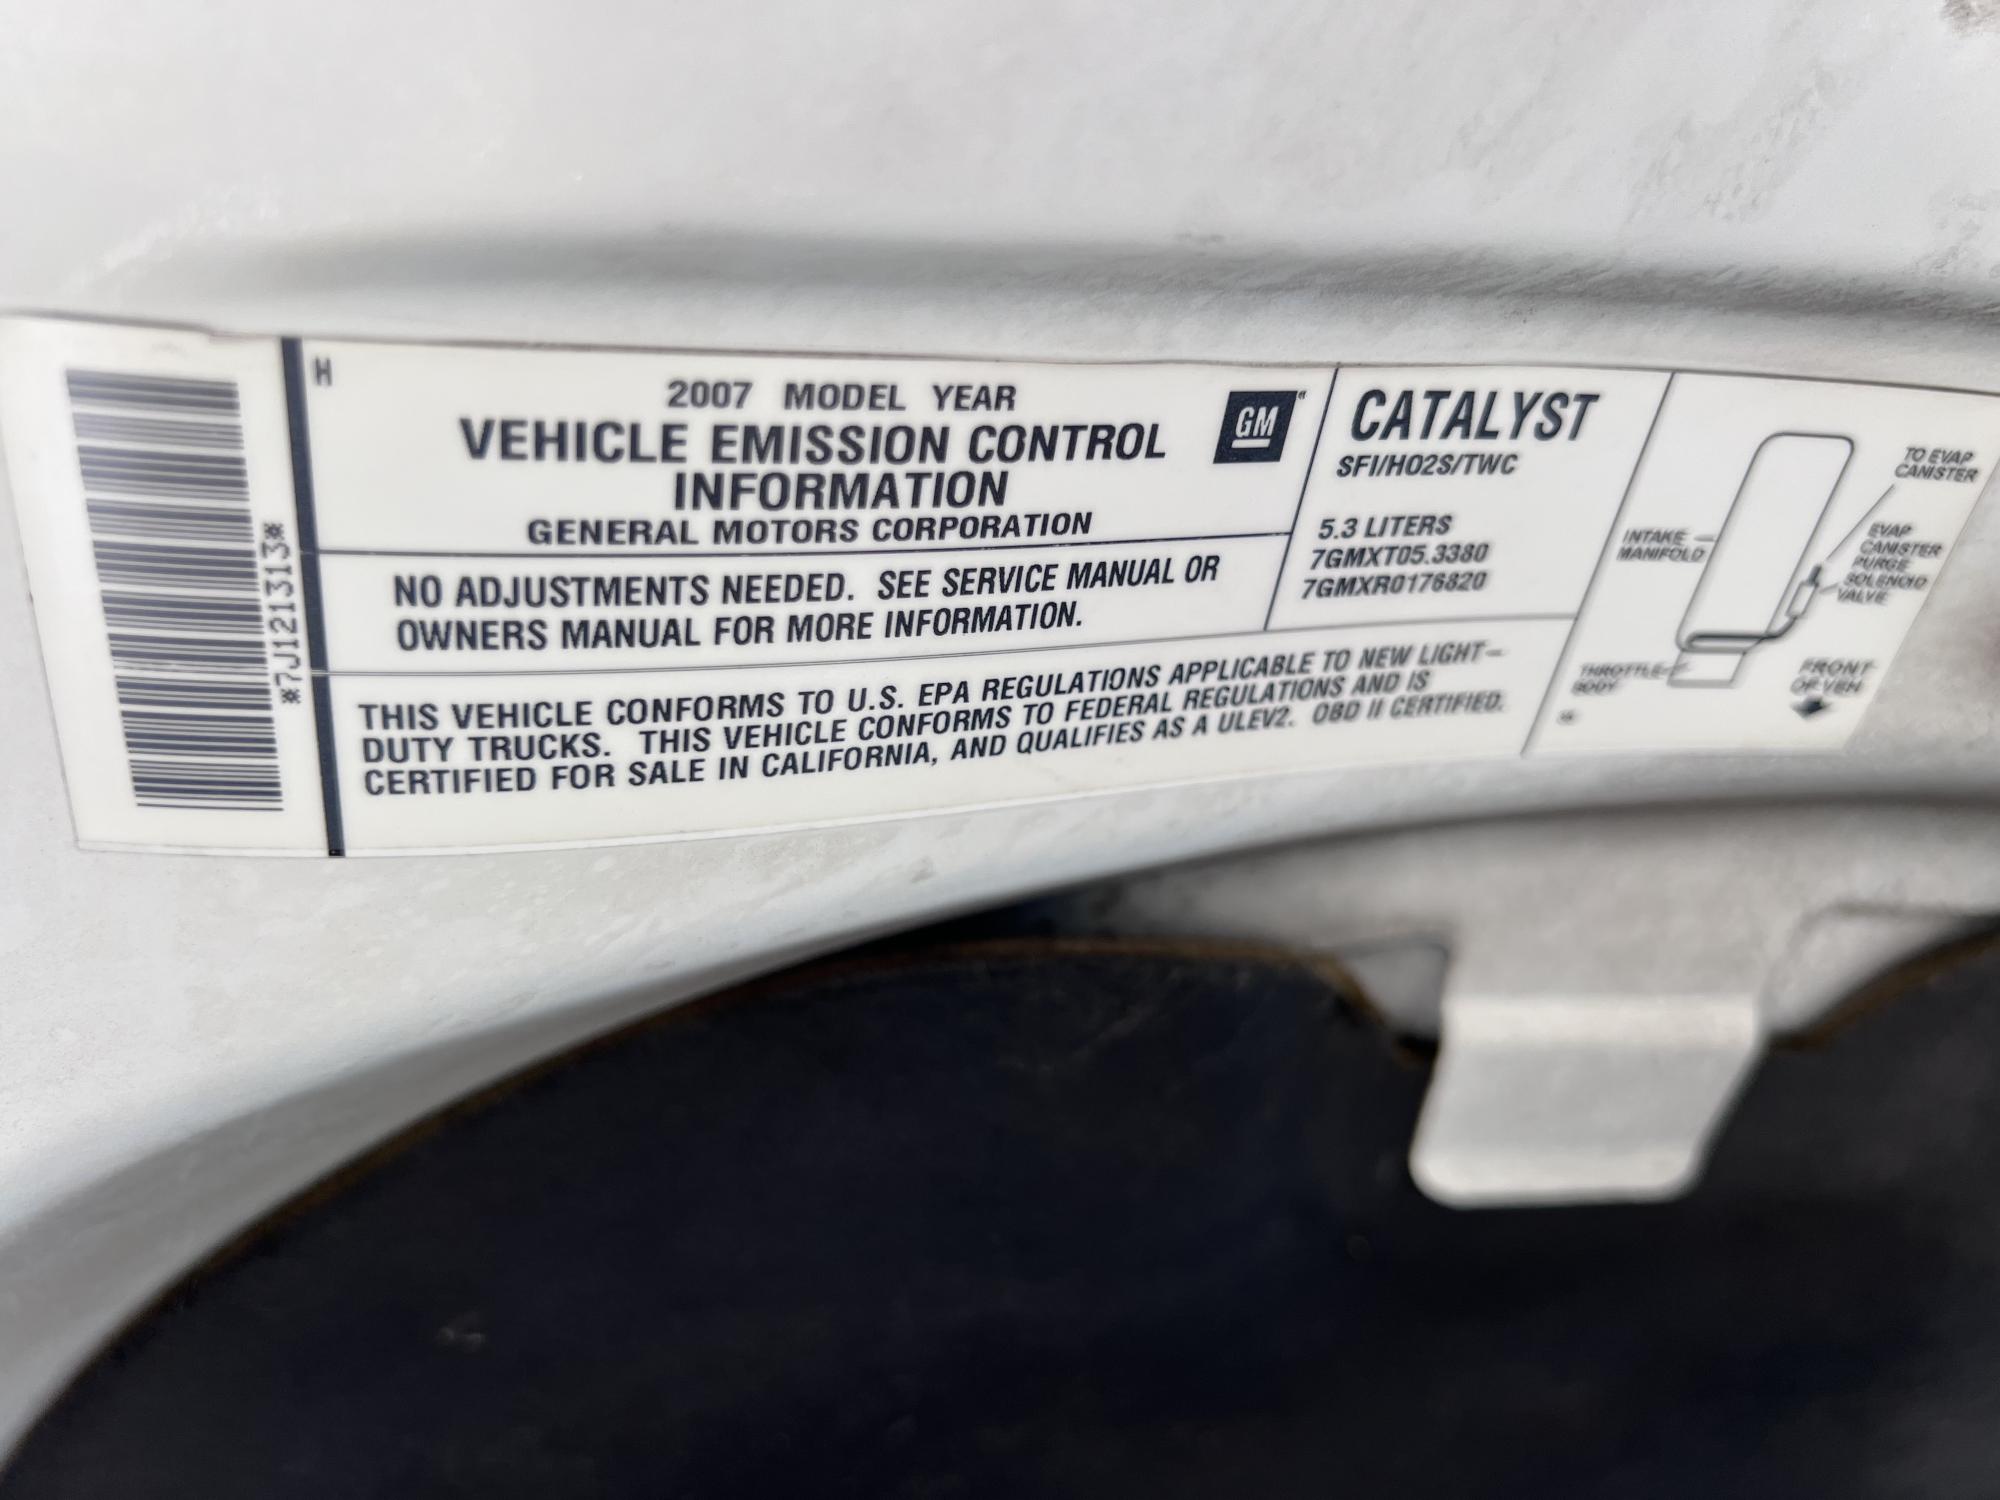 *7J121313*
H
2007 MODEL YEAR
VEHICLE EMISSION CONTROL
INFORMATION
GENERAL MOTORS CORPORATION
GM
NO ADJUSTMENTS NEEDED. SEE SERVICE MANUAL OR
OWNERS MANUAL FOR MORE INFORMATION.
THIS VEHICLE CONFORMS TO U.S. EPA REGULATIONS APPLICABLE TO NEW LIGHT-
DUTY TRUCKS. THIS VEHICLE CONFORMS TO FEDERAL REGULATIONS AND IS
CERTIFIED FOR SALE IN CALIFORNIA, AND QUALIFIES AS A ULEV2. OBD II CERTIFIED.
CATALYST
SFI/HO2S/TWC
5.3 LITERS
7GMXT05.3380
7GMXR0176820
TO EVAP
CANISTER
INTAKE
MANIFOLD
EVAP
CANISTER
PURGE
SOLENOID
VALVE
THROTTLE
BODY
FRONT
OF VEH